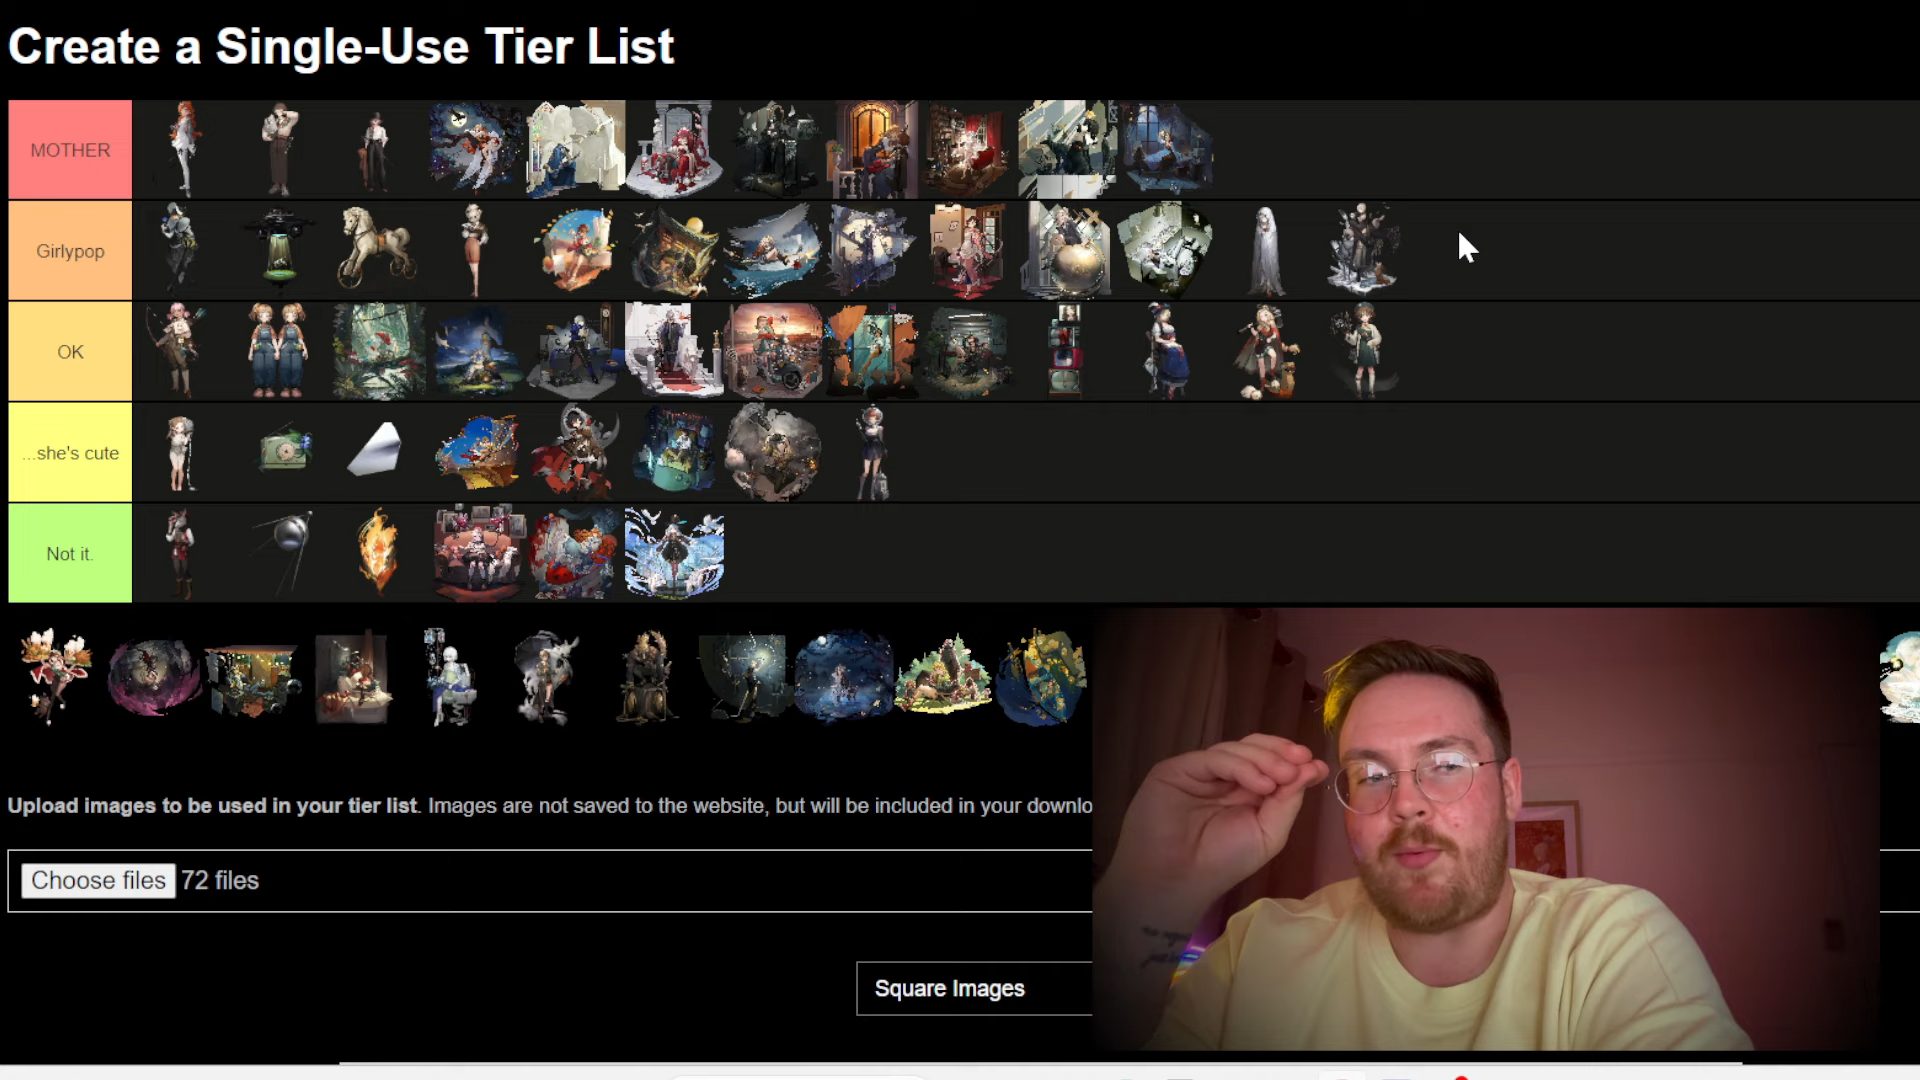 Create a Single-Use Tier List
MOTHER
Girlypop
OK
...she's cute
Not it.
Upload images to be used in your tier list. Images are not saved to the website, but will be included in your downlo
Choose files 72 files
Square Images